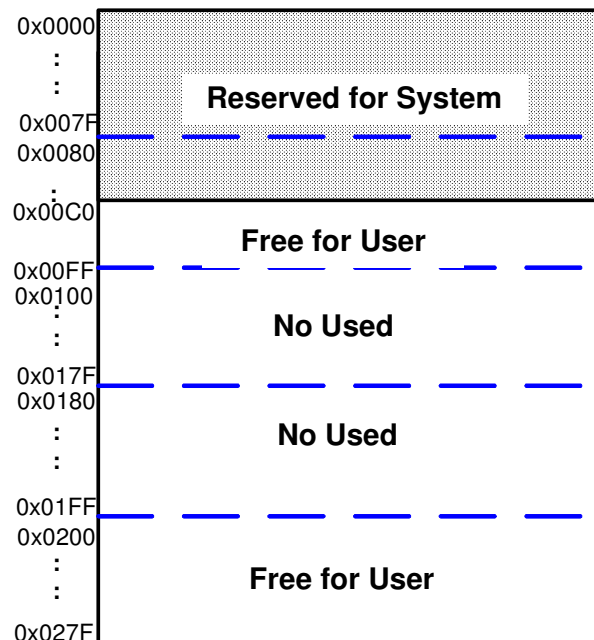 0x0000
:
:
Reserved for System
0x007F
0x0080
:
0x00C0
Free for User
0x00FF
0x0100
:
:
No Used
0x017F
0x0180
No Used
:
:
0x01FF
0x0200
:
:
Free for User
0x027F